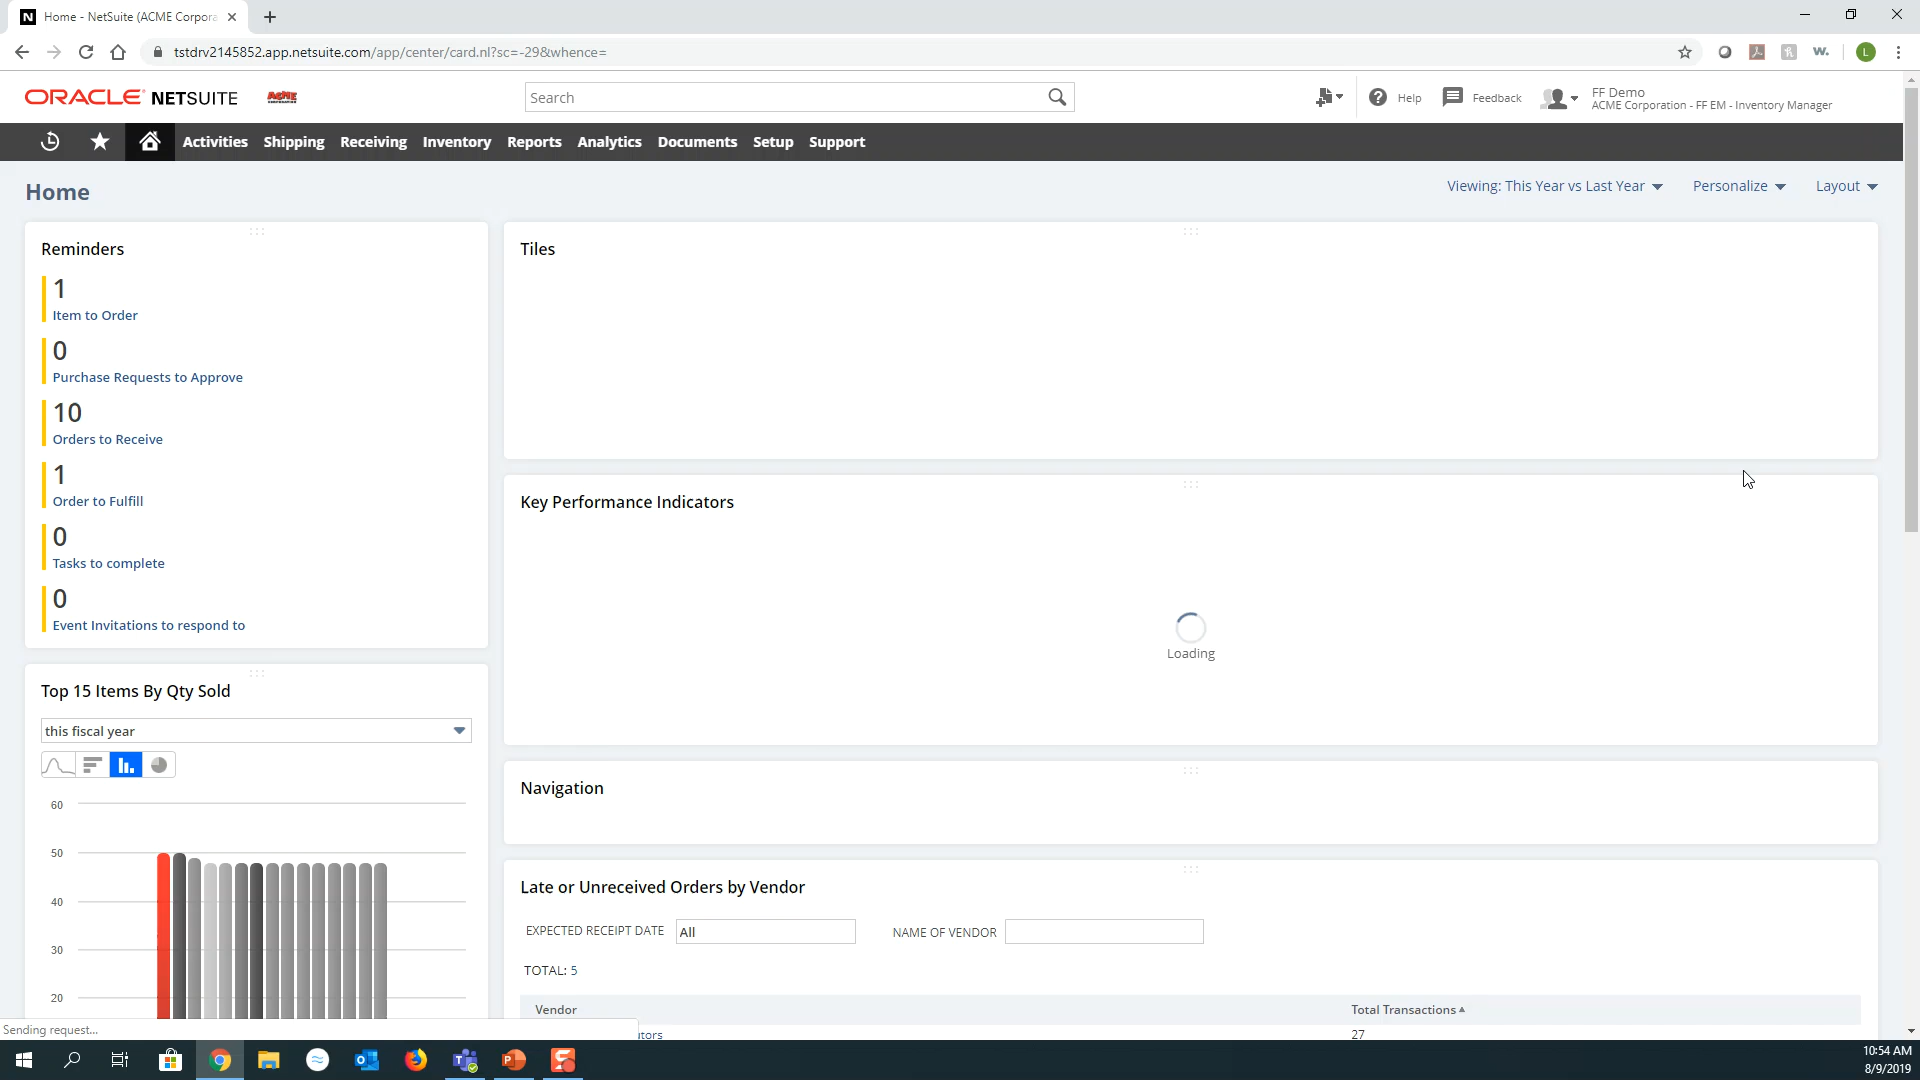 Home - NetSuite (ACME Corpora
tstdrv2145852.app.netsuite.com/app/center/card.nl?sc=-29&whence=
L
ORACLE NETSUITE
ACME
Search
Help
Feedback
FF Demo
ACME Corporation - FF EM - Inventory Manager
Activities Shipping Receiving Inventory Reports Analytics Documents Setup Support
Home
Viewing: This Year vs Last Year
Personalize
Layout
Reminders
1
Item to Order
0
Purchase Requests to Approve
10
Orders to Receive
1
Order to Fulfill
0
Tasks to complete
0
Event Invitations to respond to
Top 15 Items By Qty Sold
this fiscal year
60
50
40
30
20
Tiles
Key Performance Indicators
Loading
Navigation
Late or Unreceived Orders by Vendor
EXPECTED RECEIPT DATE All NAME OF VENDOR
TOTAL: 5
Vendor Total Transactions
27
Sending request...
10:54 AM
8/9/2019